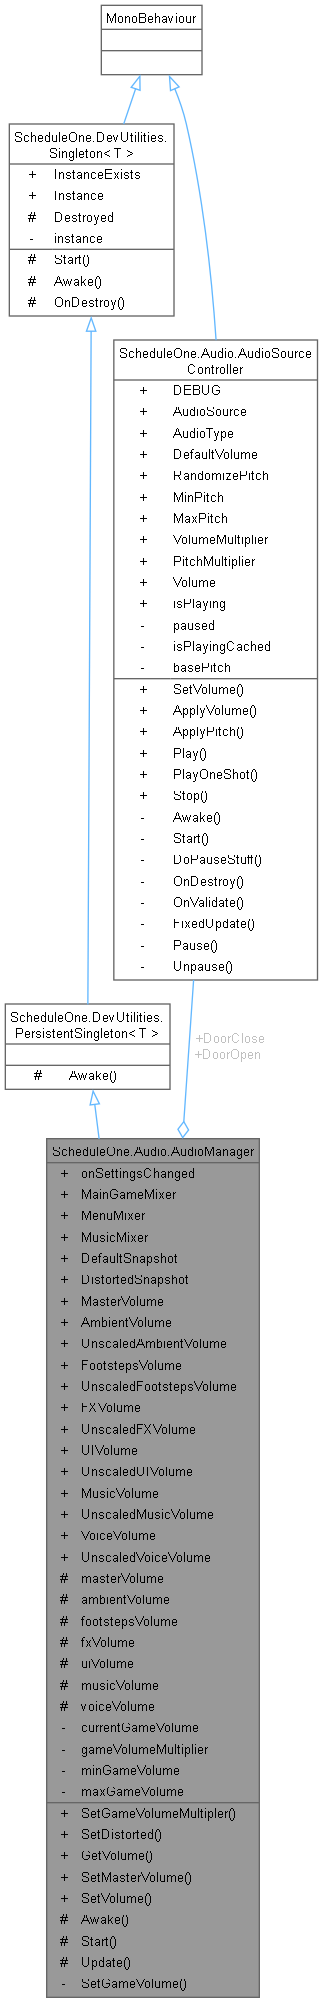 MonoBehaviour
ScheduleOne.DevUtilities.
Singleton< T >
+ InstanceExists
+ Instance
# Destroyed
- instance
# Start()
# Awake()
# OnDestroy()
ScheduleOne.Audio.AudioSource
Controller
+ DEBUG
+ AudioSource
+ AudioType
+ DefaultVolume
+ RandomizePitch
+ MinPitch
+ MaxPitch
+ VolumeMultiplier
+ PitchMultiplier
+ Volume
+ isPlaying
- paused
- isPlayingCached
- basePitch
+ SetVolume()
+ ApplyVolume()
+ ApplyPitch()
+ Play()
+ PlayOneShot()
+ Stop()
- Awake()
- Start()
- DoPauseStuff()
- OnDestroy()
- OnValidate()
- FixedUpdate()
- Pause()
- Unpause()
ScheduleOne.DevUtilities.
PersistentSingleton< T >
# Awake()
+DoorClose
+DoorOpen
ScheduleOne.Audio.AudioManager
+ onSettingsChanged
+ MainGameMixer
+ MenuMixer
+ MusicMixer
+ DefaultSnapshot
+ DistortedSnapshot
+ MasterVolume
+ AmbientVolume
+ UnscaledAmbientVolume
+ FootstepsVolume
+ UnscaledFootstepsVolume
+ FXVolume
+ UnscaledFXVolume
+ UIVolume
+ UnscaledUIVolume
+ MusicVolume
+ UnscaledMusicVolume
+ VoiceVolume
+ UnscaledVoiceVolume
# masterVolume
# ambientVolume
# footstepsVolume
# fxVolume
# uiVolume
# musicVolume
# voiceVolume
- currentGameVolume
- gameVolumeMultiplier
- minGameVolume
- maxGameVolume
+ SetGameVolumeMultipler()
+ SetDistorted()
+ GetVolume()
+ SetMasterVolume()
+ SetVolume()
# Awake()
# Start()
# Update()
- SetGameVolume()